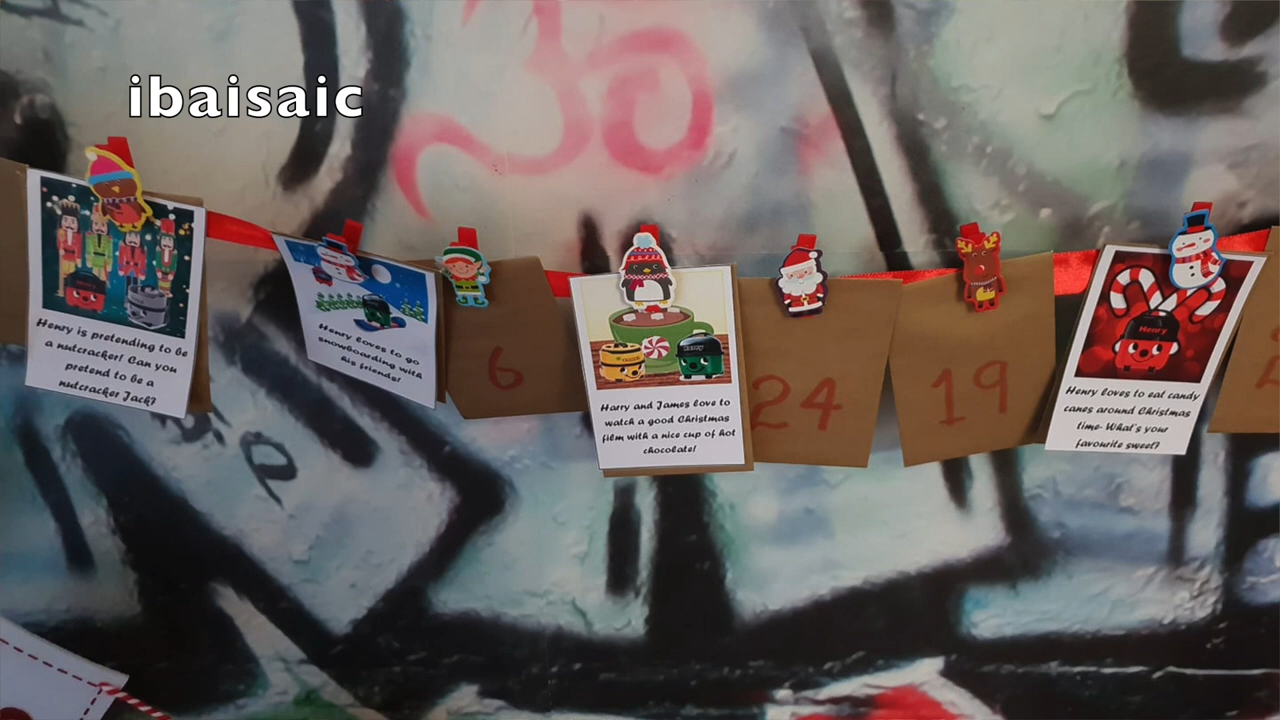 ibaisaic
Henry is pretending to be
a nutcracker! Can you
pretend to be a
nutcracker Jack?
Henry loves to go
snowboarding with
his friends!
6
Harry and James love to
watch a good Christmas
film with a nice cup of hot
chocolate!
24
19
Henry
Henry loves to eat candy
canes around Christmas
time- What's your
favourite sweet?